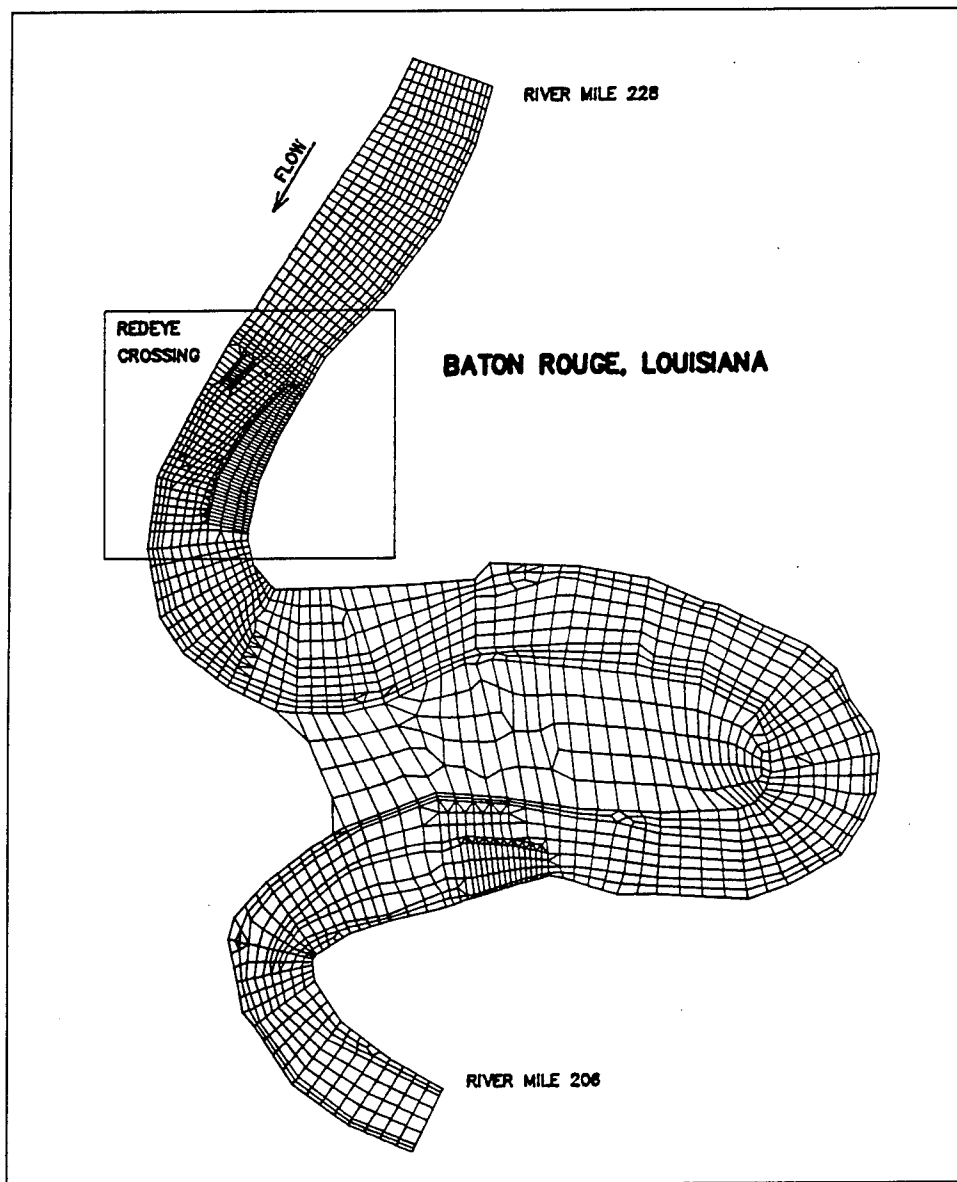 RIVER MILE 228
FLOW
REDEYE
CROSSING
BATON ROUGE, LOUISIANA
RIVER MILE 206